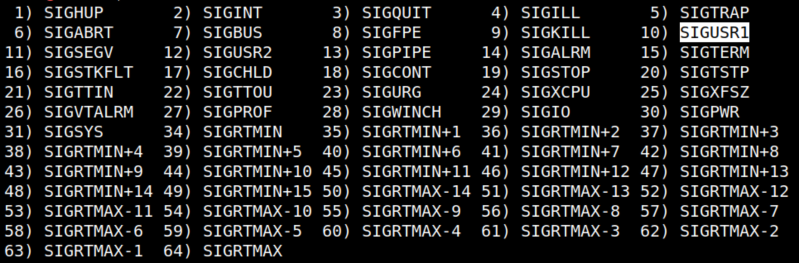 1) SIGHUP 2) SIGINT 3) SIGQUIT 4) SIGILL 5) SIGTRAP
6) SIGABRT 7) SIGBUS 8) SIGFPE 9) SIGKILL 10) SIGUSR1
11) SIGSEGV 12) SIGUSR2 13) SIGPIPE 14) SIGALRM 15) SIGTERM
16) SIGSTKFLT 17) SIGCHLD 18) SIGCONT 19) SIGSTOP 20) SIGTSTP
21) SIGTTIN 22) SIGTTOU 23) SIGURG 24) SIGXCPU 25) SIGXFSZ
26) SIGVTALRM 27) SIGPROF 28) SIGWINCH 29) SIGIO 30) SIGPWR
31) SIGSYS 34) SIGRTMIN 35) SIGRTMIN+1 36) SIGRTMIN+2 37) SIGRTMIN+3
38) SIGRTMIN+4 39) SIGRTMIN+5 40) SIGRTMIN+6 41) SIGRTMIN+7 42) SIGRTMIN+8
43) SIGRTMIN+9 44) SIGRTMIN+10 45) SIGRTMIN+11 46) SIGRTMIN+12 47) SIGRTMIN+13
48) SIGRTMIN+14 49) SIGRTMIN+15 50) SIGRTMAX-14 51) SIGRTMAX-13 52) SIGRTMAX-12
53) SIGRTMAX-11 54) SIGRTMAX-10 55) SIGRTMAX-9 56) SIGRTMAX-8 57) SIGRTMAX-7
58) SIGRTMAX-6 59) SIGRTMAX-5 60) SIGRTMAX-4 61) SIGRTMAX-3 62) SIGRTMAX-2
63) SIGRTMAX-1 64) SIGRTMAX